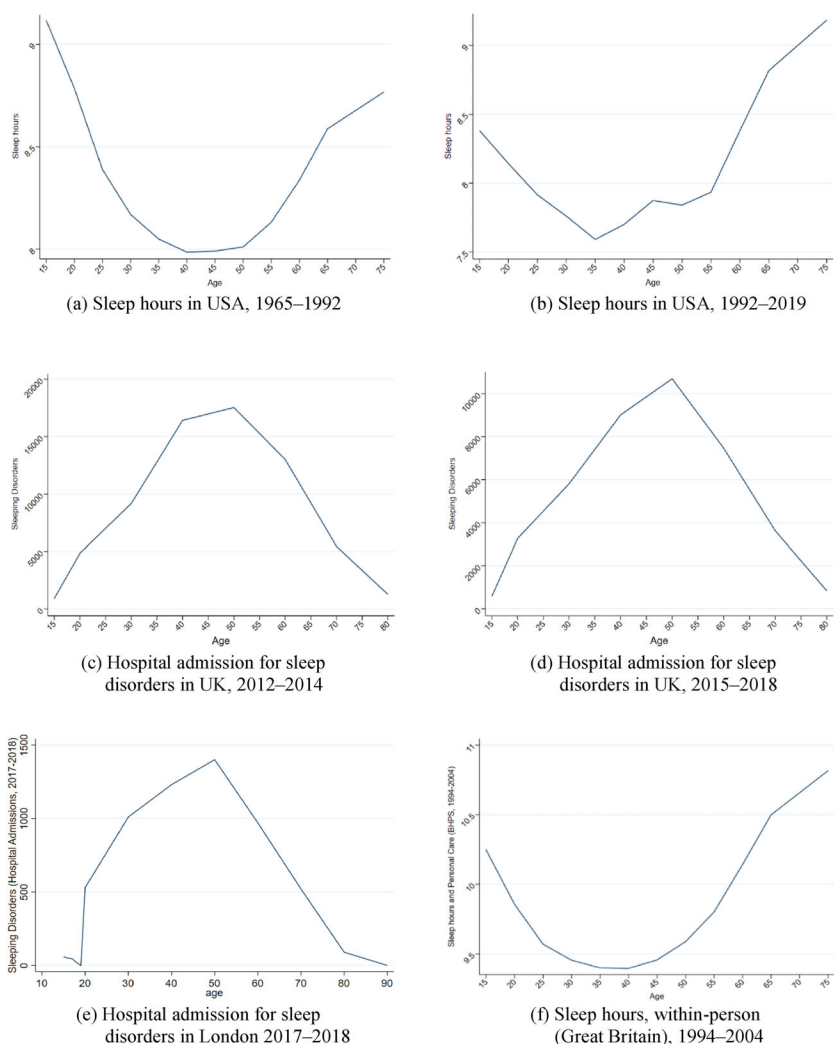 9
8.5
8
Sleep hours
15 20 25 30 35 40 45 50 55 60 65 70 75
Age
(a) Sleep hours in USA, 1965–1992
9
8.5
8
7.5
Sleep hours
15 20 25 30 35 40 45 50 55 60 65 70 75
Age
(b) Sleep hours in USA, 1992–2019
20000
15000
10000
5000
0
Sleeping Disorders
15 20 25 30 35 40 45 50 55 60 65 70 75 80
Age
(c) Hospital admission for sleep
disorders in UK, 2012–2014
10000
8000
6000
4000
2000
0
Sleeping Disorders
15 20 25 30 35 40 45 50 55 60 65 70 75 80
Age
(d) Hospital admission for sleep
disorders in UK, 2015–2018
1500
1000
500
0
Sleeping Disorders (Hospital Admissions, 2017-2018)
10 20 30 40 50 60 70 80 90
age
(e) Hospital admission for sleep
disorders in London 2017–2018
11
10.5
10
9.5
Sleep hours and Personal Care (BHPS, 1994-2004)
15 20 25 30 35 40 45 50 55 60 65 70 75
Age
(f) Sleep hours, within-person
(Great Britain), 1994–2004